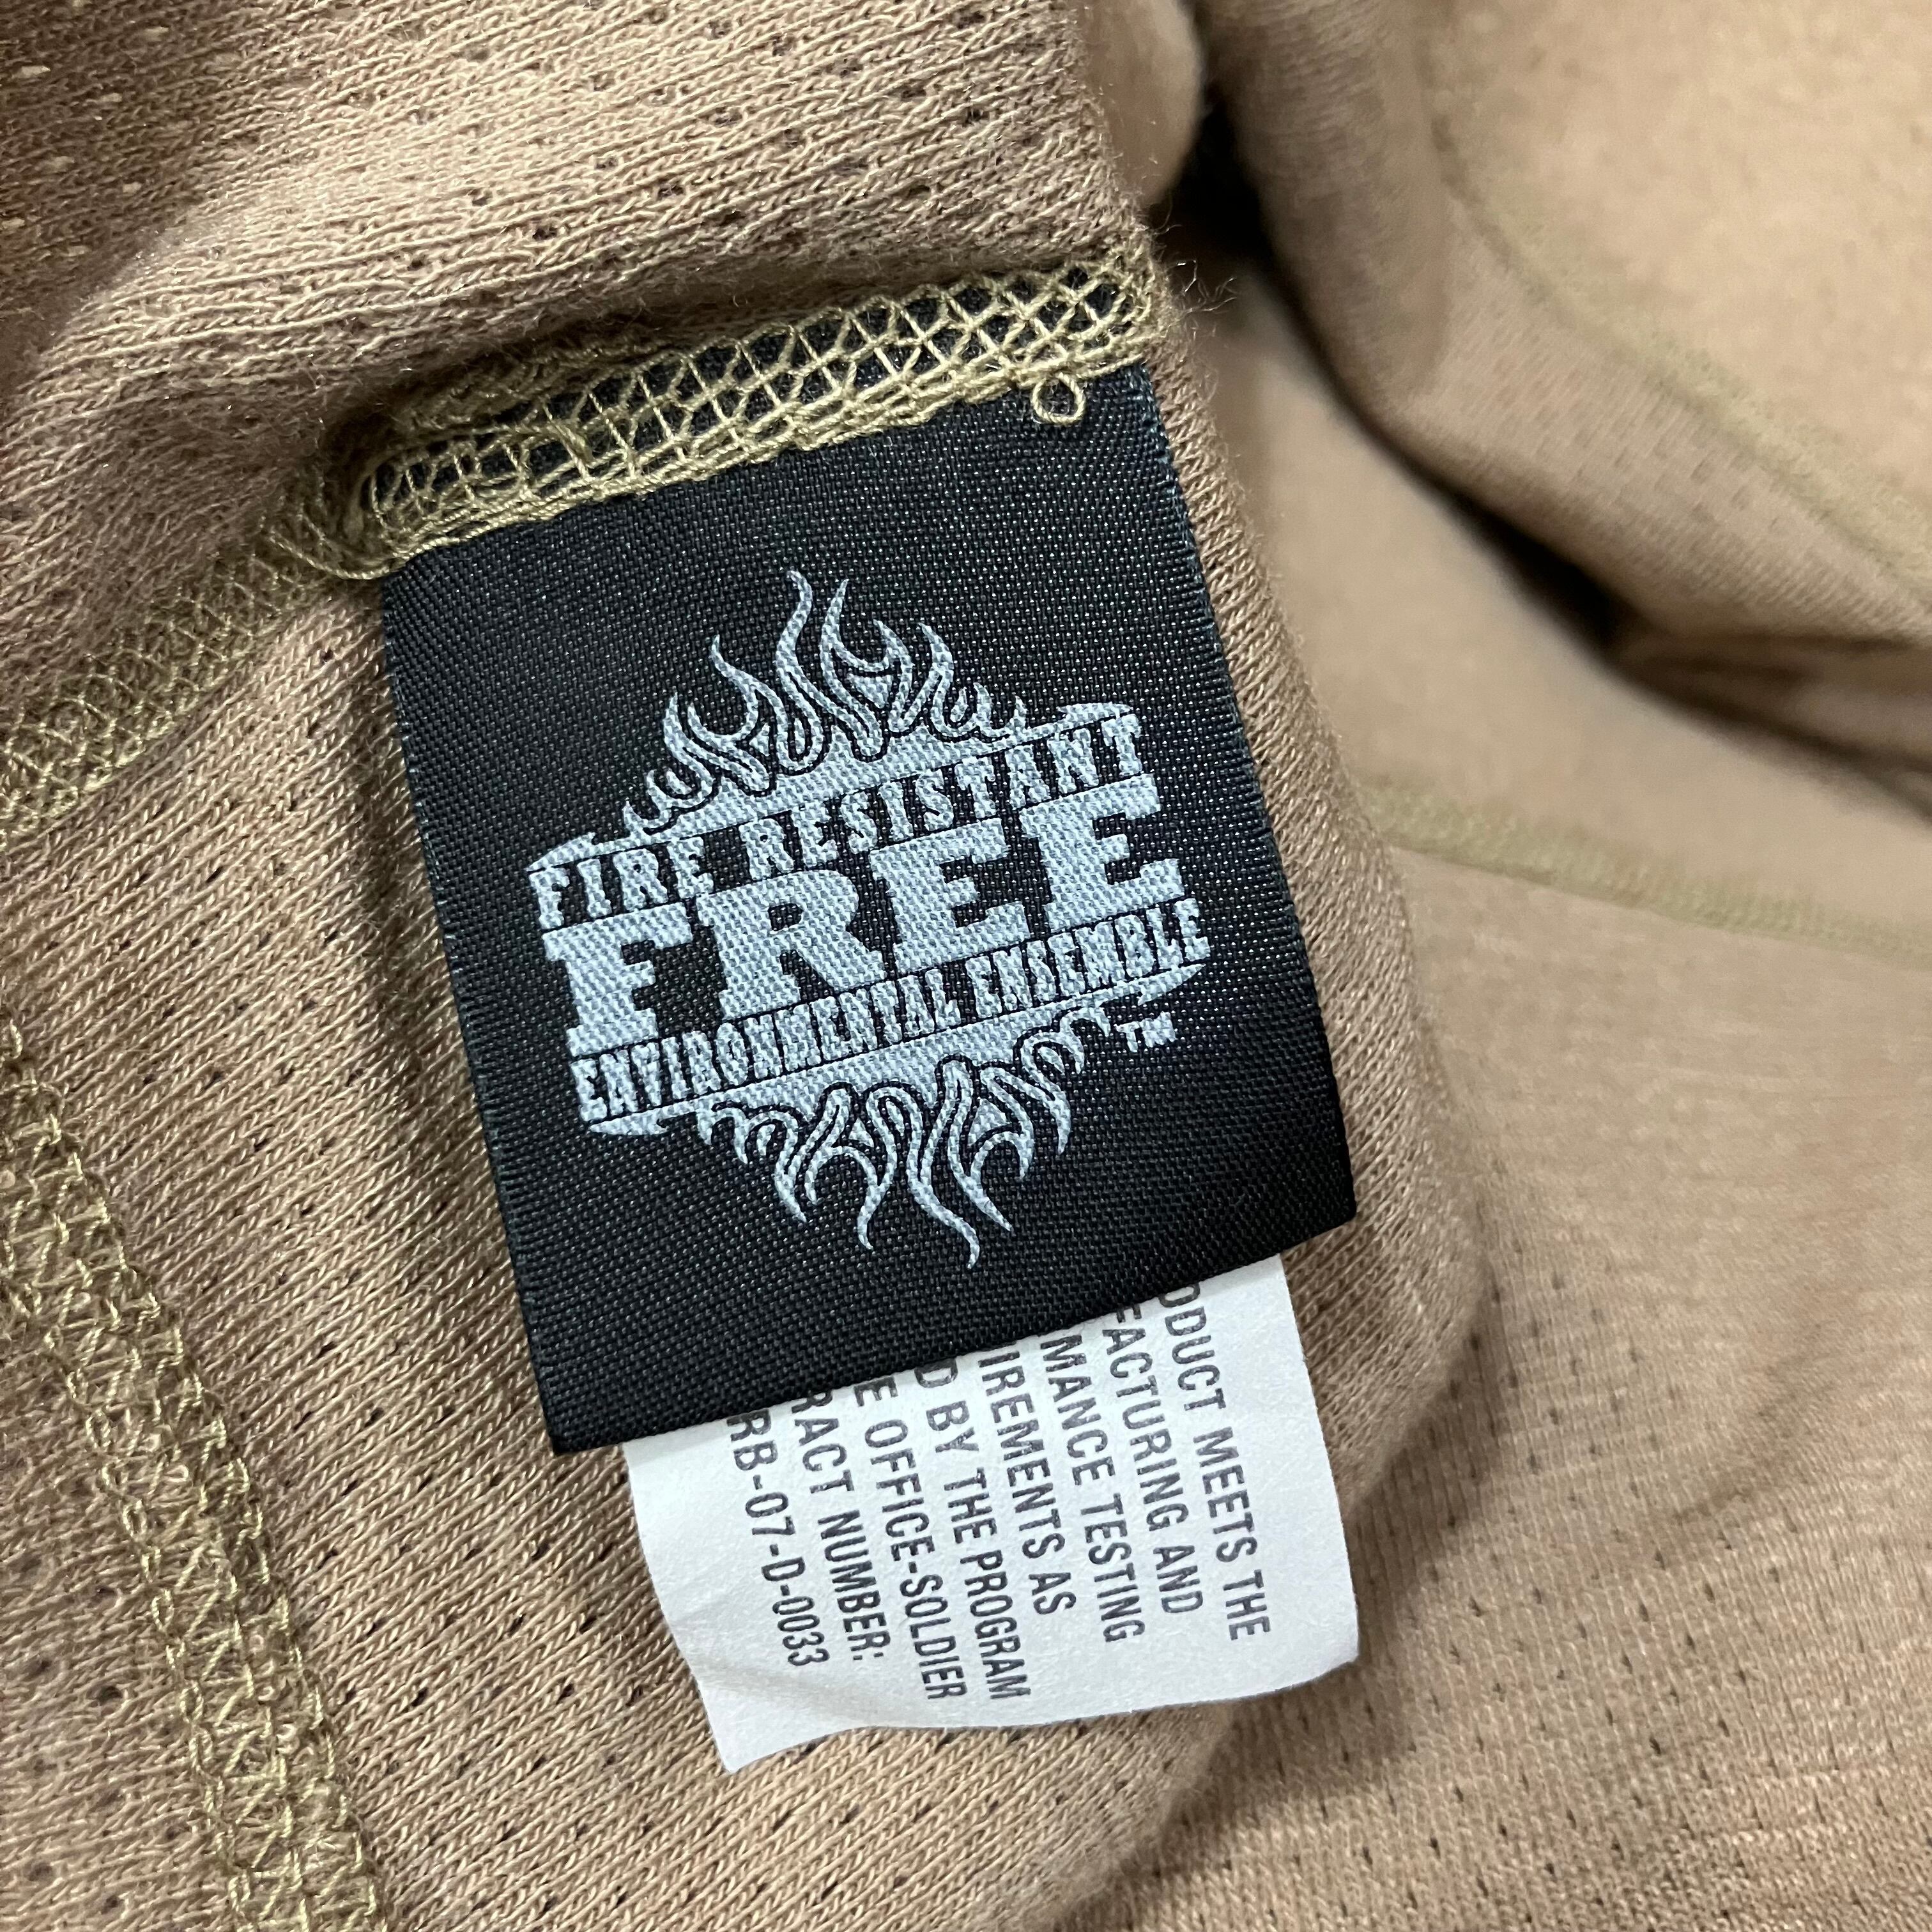 FIRE RESISTANT
FREE
ENVIRONMENTAL ENSEMBLE
TM
ODUCT MEETS THE
FACTURING AND
MANCE TESTING
IREMENTS AS
D BY THE PROGRAM
E OFFICE-SOLDIER
RACT NUMBER:
RB-07-D-0033